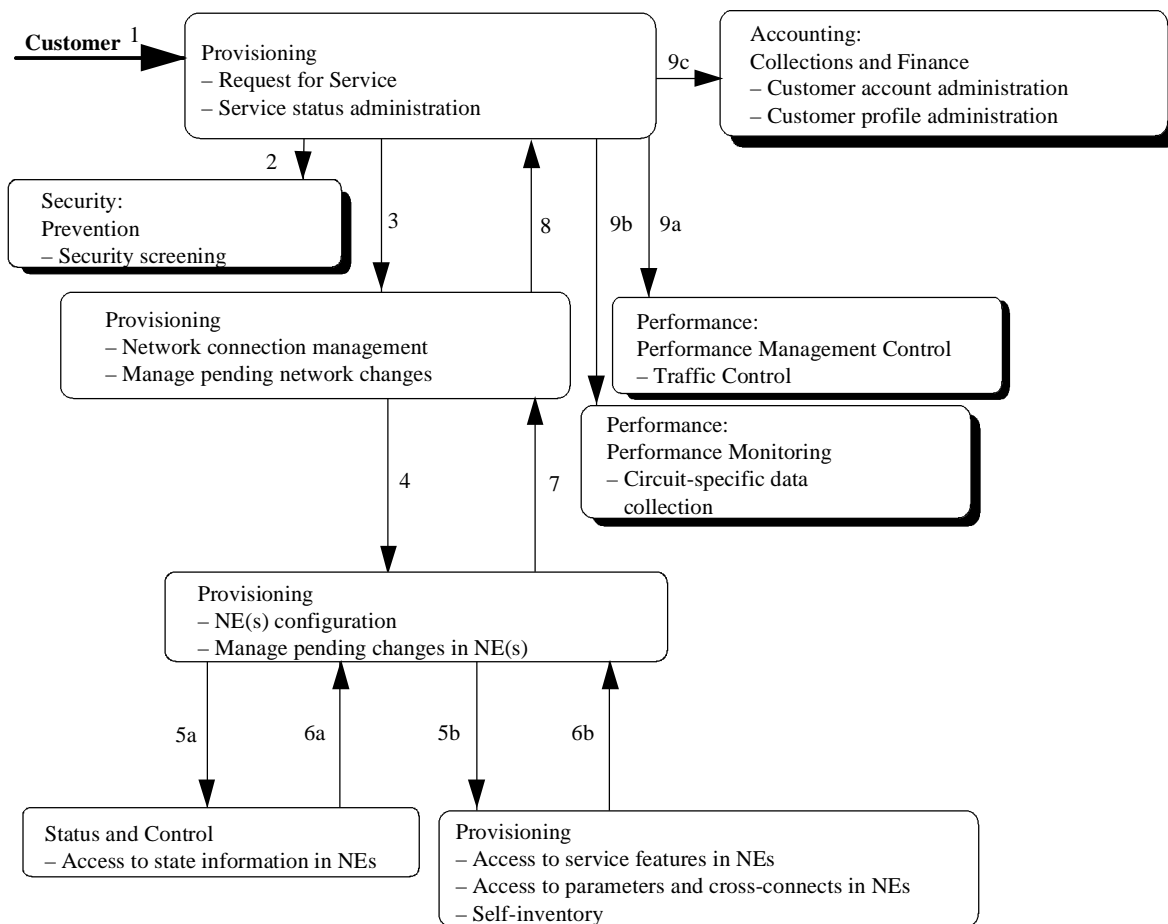 Customer
1
Provisioning
– Request for Service
– Service status administration
9c
Accounting:
Collections and Finance
– Customer account administration
– Customer profile administration
2
Security:
Prevention
– Security screening
3
8
9b
9a
Provisioning
– Network connection management
– Manage pending network changes
Performance:
Performance Management Control
– Traffic Control
Performance:
Performance Monitoring
– Circuit-specific data
collection
4
7
Provisioning
– NE(s) configuration
– Manage pending changes in NE(s)
5a
6a
5b
6b
Status and Control
– Access to state information in NEs
Provisioning
– Access to service features in NEs
– Access to parameters and cross-connects in NEs
– Self-inventory